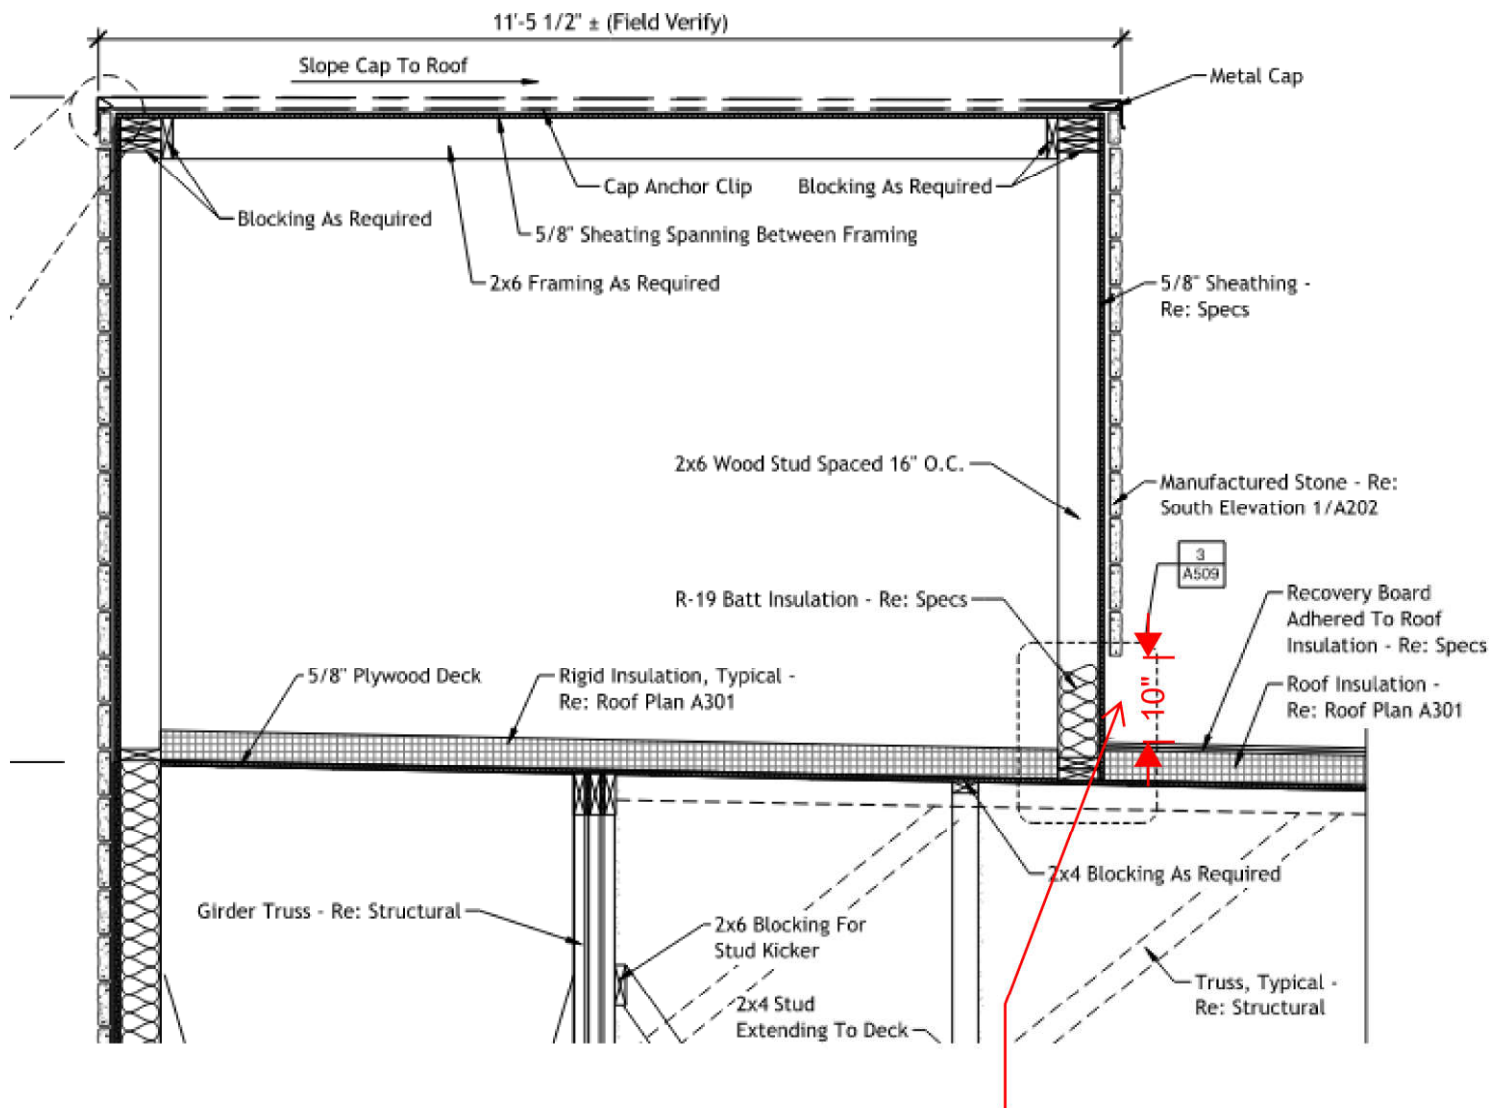 11'-5 1/2" ± (Field Verify)
Slope Cap To Roof
Metal Cap
Cap Anchor Clip
Blocking As Required
Blocking As Required
5/8" Sheating Spanning Between Framing
2x6 Framing As Required
5/8" Sheathing -
Re: Specs
2x6 Wood Stud Spaced 16" O.C.
Manufactured Stone - Re:
South Elevation 1/A202
3
A509
R-19 Batt Insulation - Re: Specs
Recovery Board
Adhered To Roof
Insulation - Re: Specs
5/8" Plywood Deck
Rigid Insulation, Typical -
Re: Roof Plan A301
10"
Roof Insulation -
Re: Roof Plan A301
2x4 Blocking As Required
Girder Truss - Re: Structural
2x6 Blocking For
Stud Kicker
Truss, Typical -
Re: Structural
2x4 Stud
Extending To Deck